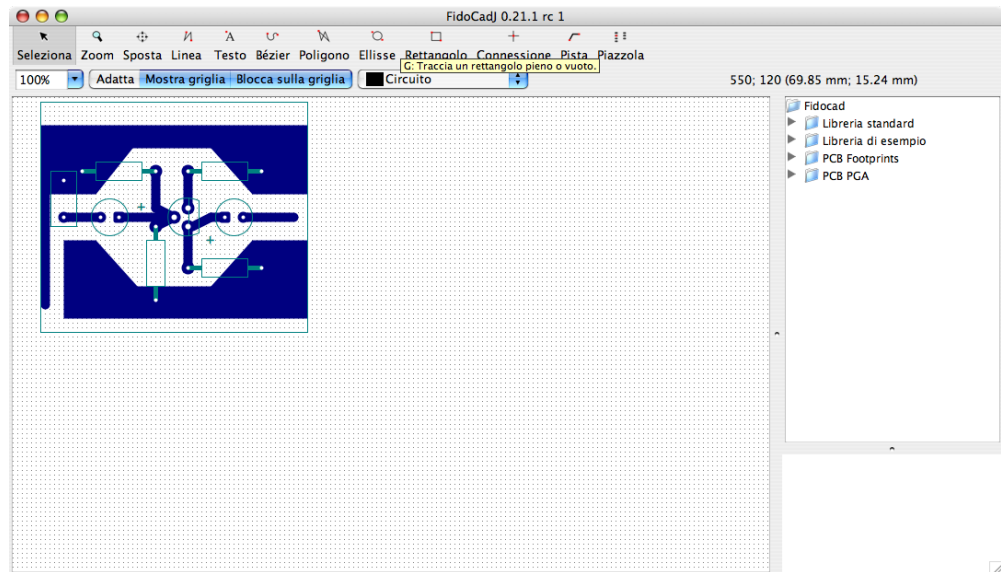 FidoCadJ 0.21.1 rc 1
Seleziona Zoom Sposta Linea Testo Bézier Poligono Ellisse Rettangolo Connessione Pista Piazzola
G: Traccia un rettangolo pieno o vuoto.
100% Adatta Mostra griglia Blocca sulla griglia Circuito 550; 120 (69.85 mm; 15.24 mm)
Fidocad
Libreria standard
Libreria di esempio
PCB Footprints
PCB PGA